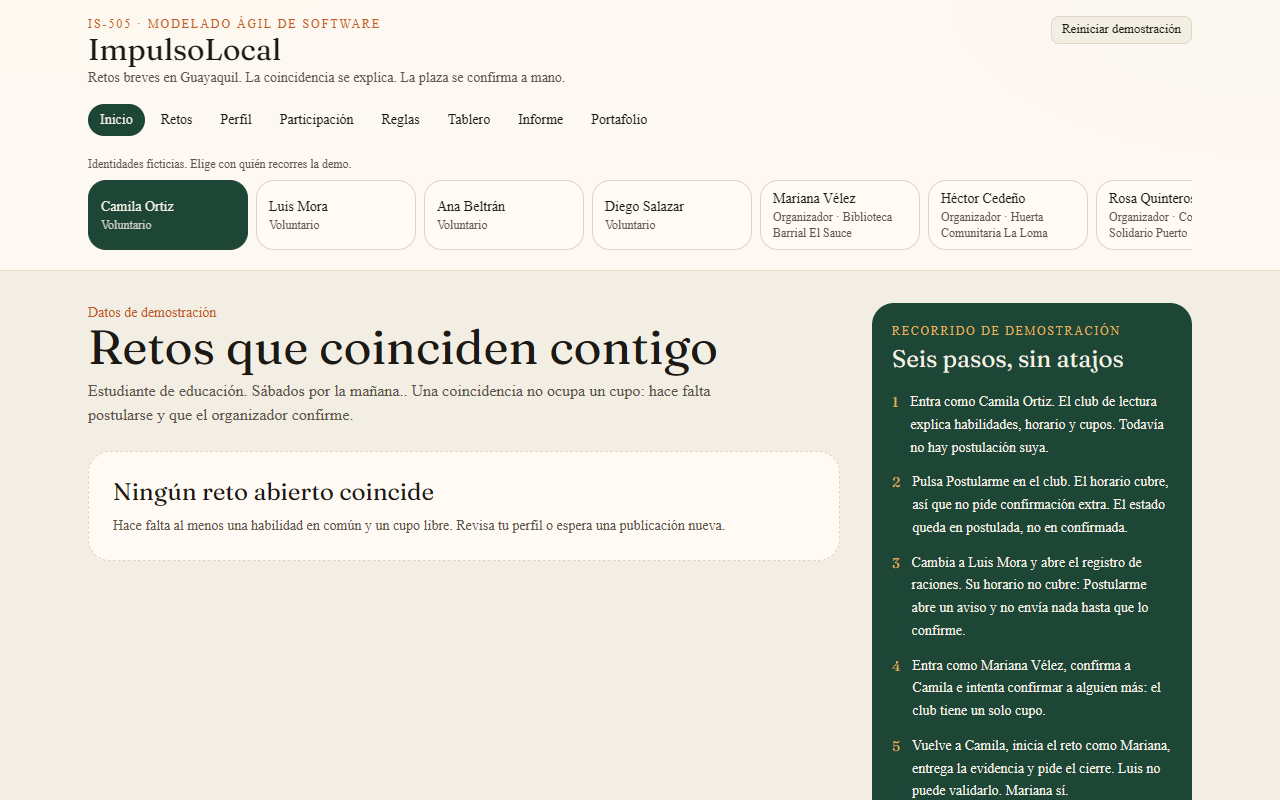 IS-505 · MODELADO ÁGIL DE SOFTWARE
ImpulsoLocal
Retos breves en Guayaquil. La coincidencia se explica. La plaza se confirma a mano.
Reiniciar demostración
Inicio
Retos
Perfil
Participación
Reglas
Tablero
Informe
Portafolio
Identidades ficticias. Elige con quién recorres la demo.
Camila Ortiz
Voluntario
Luis Mora
Voluntario
Ana Beltrán
Voluntario
Diego Salazar
Voluntario
Mariana Vélez
Organizador · Biblioteca
Barrial El Sauce
Héctor Cedeño
Organizador · Huerta
Comunitaria La Loma
Rosa Quinteros
Organizador · Co
Solidario Puerto
Datos de demostración
Retos que coinciden contigo
Estudiante de educación. Sábados por la mañana.. Una coincidencia no ocupa un cupo: hace falta
postularse y que el organizador confirme.
Ningún reto abierto coincide
Hace falta al menos una habilidad en común y un cupo libre. Revisa tu perfil o espera una publicación nueva.
RECORRIDO DE DEMOSTRACIÓN
Seis pasos, sin atajos
1 Entra como Camila Ortiz. El club de lectura
explica habilidades, horario y cupos. Todavía
no hay postulación suya.
2 Pulsa Postularme en el club. El horario cubre,
así que no pide confirmación extra. El estado
queda en postulada, no en confirmada.
3 Cambia a Luis Mora y abre el registro de
raciones. Su horario no cubre: Postularme
abre un aviso y no envía nada hasta que lo
confirme.
4 Entra como Mariana Vélez, confirma a
Camila e intenta confirmar a alguien más: el
club tiene un solo cupo.
5 Vuelve a Camila, inicia el reto como Mariana,
entrega la evidencia y pide el cierre. Luis no
puede validarlo. Mariana sí.